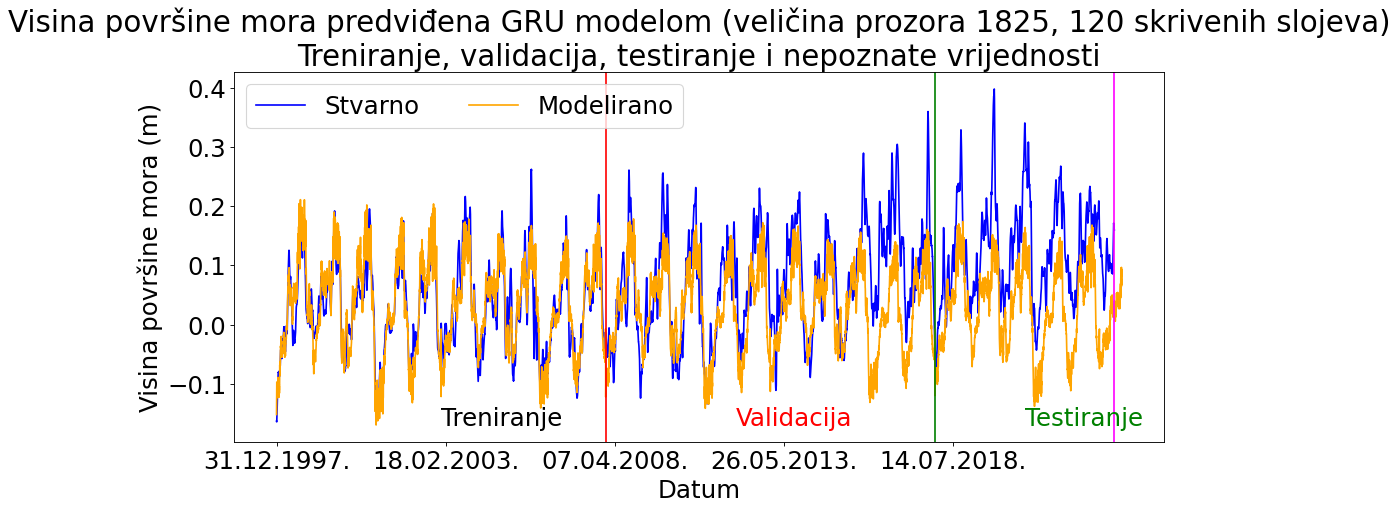 Visina površine mora predviđena GRU modelom (veličina prozora 1825, 120 skrivenih slojeva)
Treniranje, validacija, testiranje i nepoznate vrijednosti
Stvarno Modelirano
Visina površine mora (m)
0.4
0.3
0.2
0.1
0.0
−0.1
Treniranje Validacija Testiranje
31.12.1997. 18.02.2003. 07.04.2008. 26.05.2013. 14.07.2018.
Datum